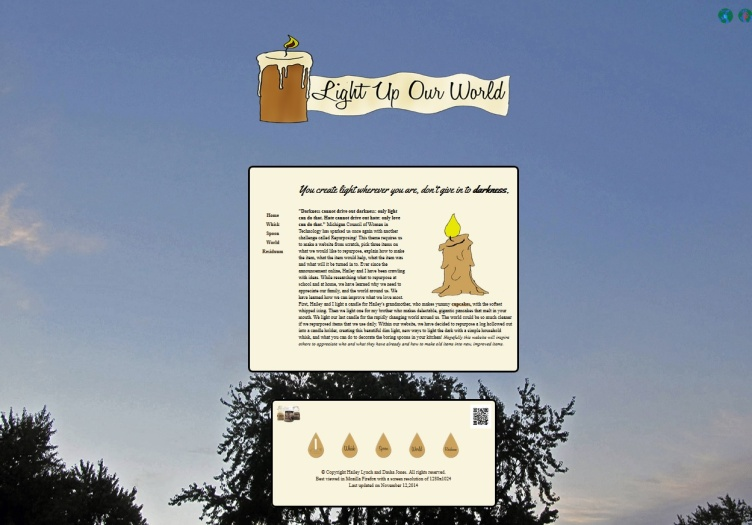 Light Up Our World
You create light wherever you are, don't give in to darkness.
Home
Whisk
Spoon
World
Residents
"Darkness cannot drive out darkness: only light
can do that. Hate cannot drive out hate: only love
can do that." Michigan Council of Women in
Technology has sparked us once again with another
challenge called Repurposing! This theme requires us
to make a website from scratch, pick three items on
what we would like to repurpose, explain how to make
the item, what the item would help, what the item was
and what will it be turned in to. Ever since the
announcement online, Hailey and I have been crawling
with ideas. While researching what to repurpose at
school and at home, we have learned why we need to
appreciate our family, and the world around us. We
have learned how we can improve what we love most.
First, Hailey and I light a candle for Hailey's grandmother, who makes yummy cupcakes, with the softest
whipped icing. Then we light one for my brother who makes delectable, gigantic pancakes that melt in your
mouth. We light our last candle for the rapidly changing world around us. The world could be so much cleaner
if we repurposed items that we use daily. Within our website, we have decided to repurpose a log hollowed out
into a candle holder, creating this beautiful dim light, new ways to light the dark with a simple household
whisk, and what you can do to decorate the boring spoons in your kitchen! Hopefully this website will inspire
others to appreciate who and what they have already and how to make old items into new, improved items.
Whisk
Spoon
World
© Copyright Hailey Lynch and Dasha Jones. All rights reserved.
Best viewed in Mozilla Firefox with a screen resolution of 1280x1029
Last updated on November 12,2014